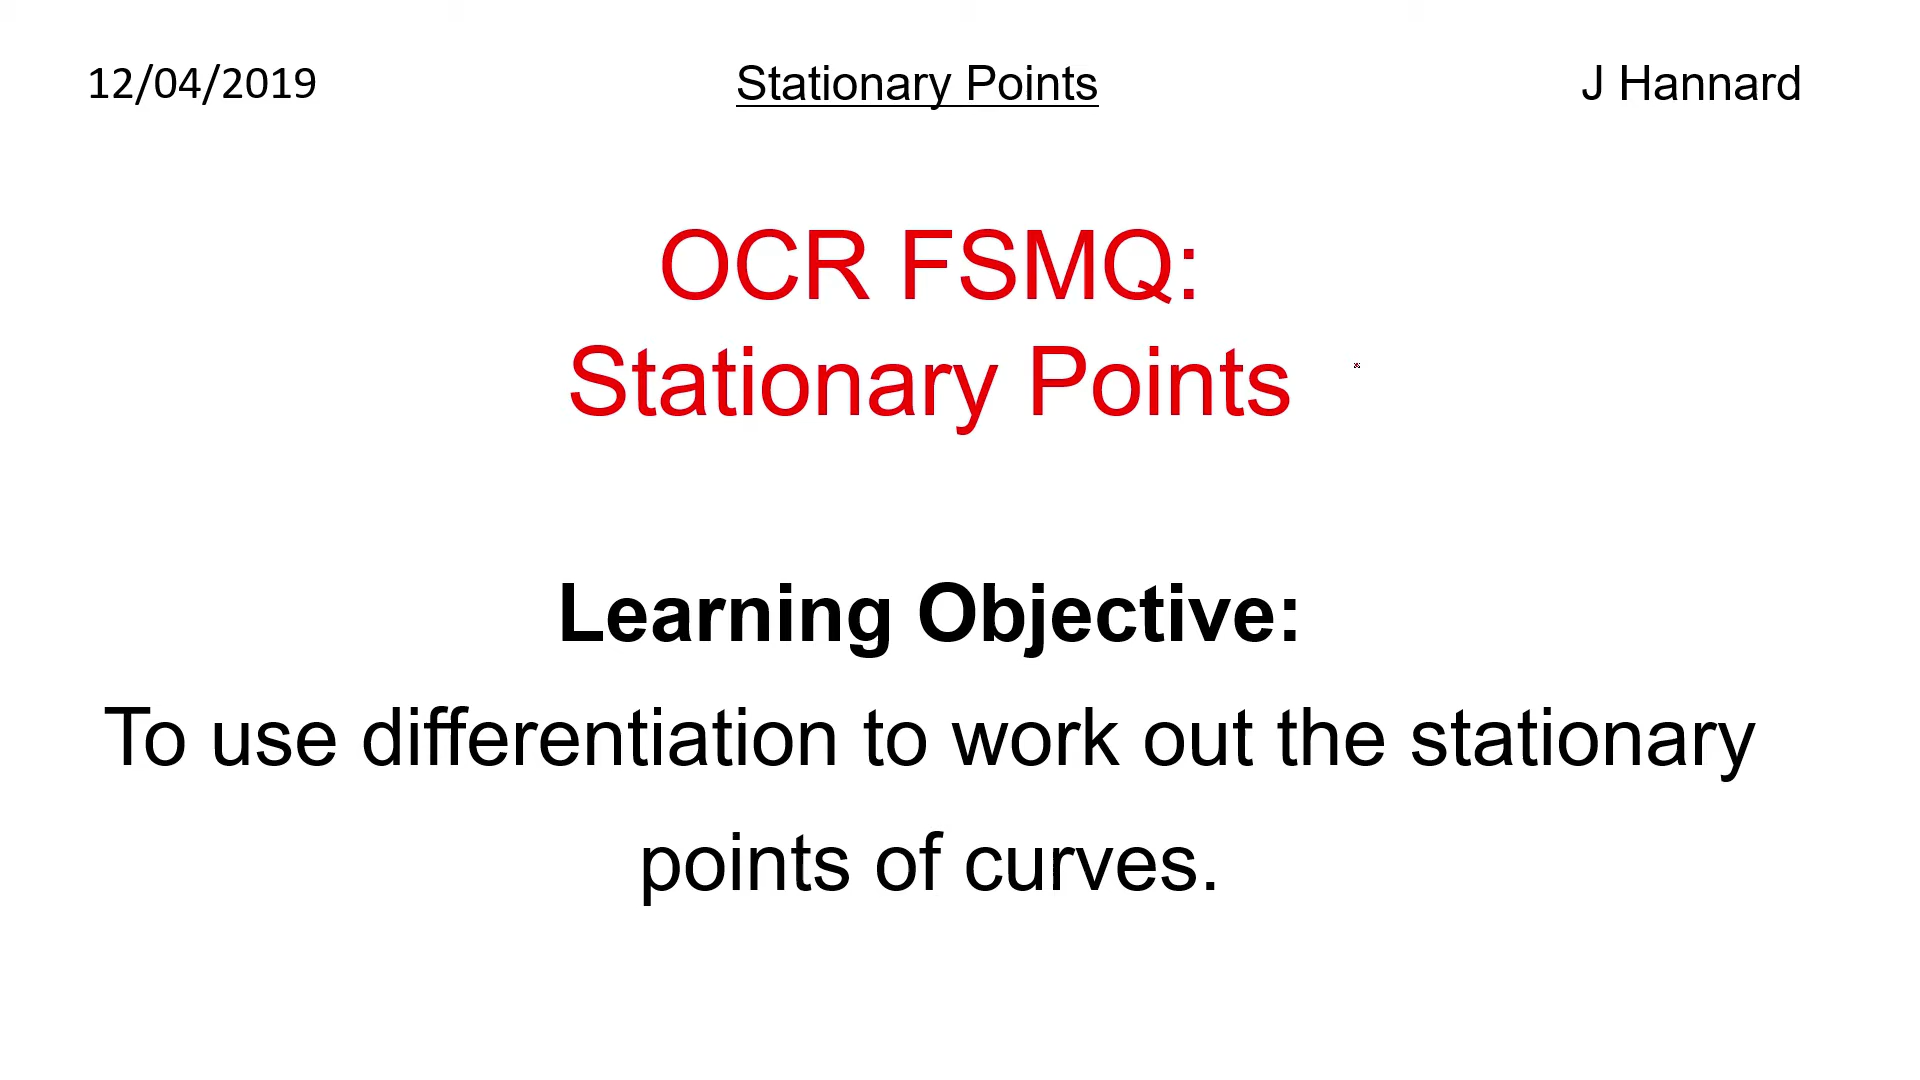 12/04/2019 Stationary Points J Hannard
OCR FSMQ:
Stationary Points
Learning Objective:
To use differentiation to work out the stationary
points of curves.